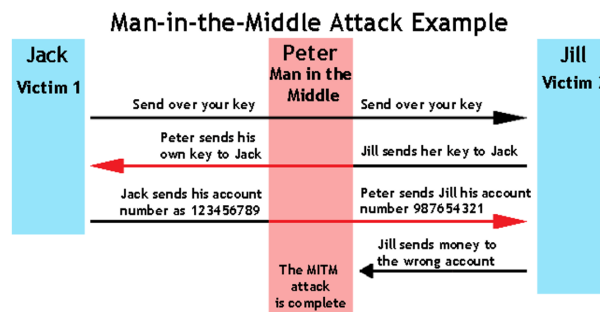 Man-in-the-Middle Attack Example
Jack
Victim 1
Peter
Man in the
Middle
Jill
Victim
Send over your key
Send over your key
Peter sends his
own key to Jack
Jill sends her key to Jack
Jack sends his account
number as 123456789
Peter sends Jill his account
number 987654321
Jill sends money to
the wrong account
The MITM
attack
is complete